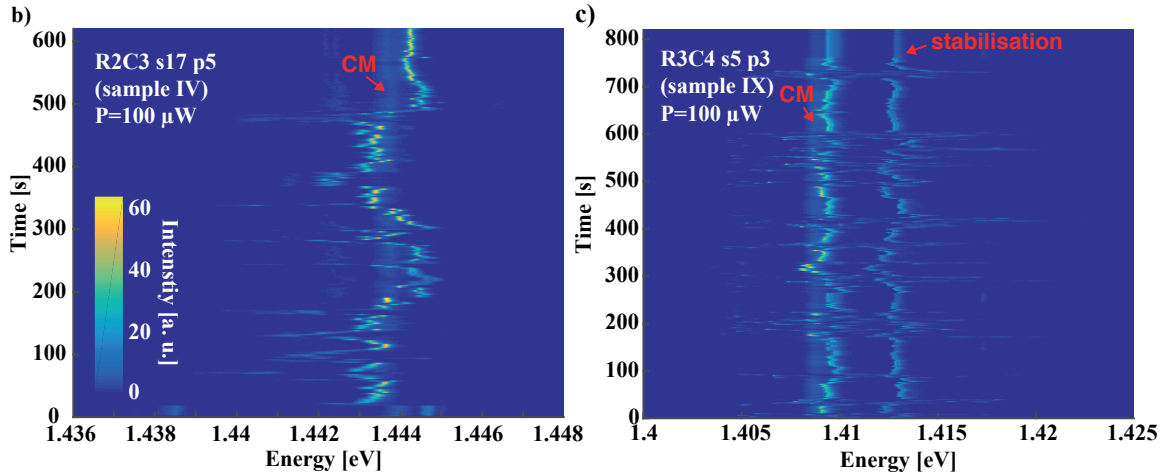 b)
R2C3 s17 p5
(sample IV)
P=100 µW
CM
600
500
400
300
200
100
0
Time [s]
60
40
20
0
Intenstiy [a. u.]
1.436
1.438
1.44
1.442
1.444
1.446
1.448
Energy [eV]
c)
stabilisation
R3C4 s5 p3
(sample IX)
P=100 µW
CM
800
700
600
500
400
300
200
100
0
Time [s]
1.4
1.405
1.41
1.415
1.42
1.425
Energy [eV]